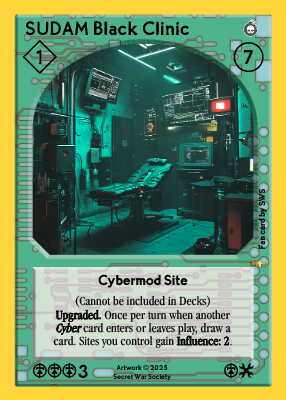 SUDAM Black Clinic
1
7
Fan card by SWS
Cybermod Site
(Cannot be included in Decks)
Upgraded. Once per turn when another
Cyber card enters or leaves play, draw a
card. Sites you control gain Influence: 2.
3
Artwork © 2025
Secret War Society